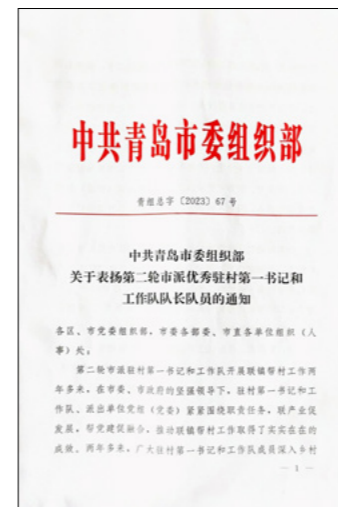 中共青岛市委组织部
青组总字〔2023〕67号
中共青岛市委组织部
关于表扬第二轮市派优秀驻村第一书记和
工作队队长队员的通知
各区、市党委组织部，市委各部委、市直各单位组织（人
事）处：
第二轮市派驻村第一书记和工作队开展联镇帮村工作两
年多来，在市委、市政府的坚强领导下，驻村第一书记和工
作队、派出单位党组（党委）紧紧围绕职责任务，联产业促
发展，帮党建促融合，推动联镇帮村工作取得了实实在在的
成效。两年多来，广大驻村第一书记和工作队成员深入乡村
— 1 —